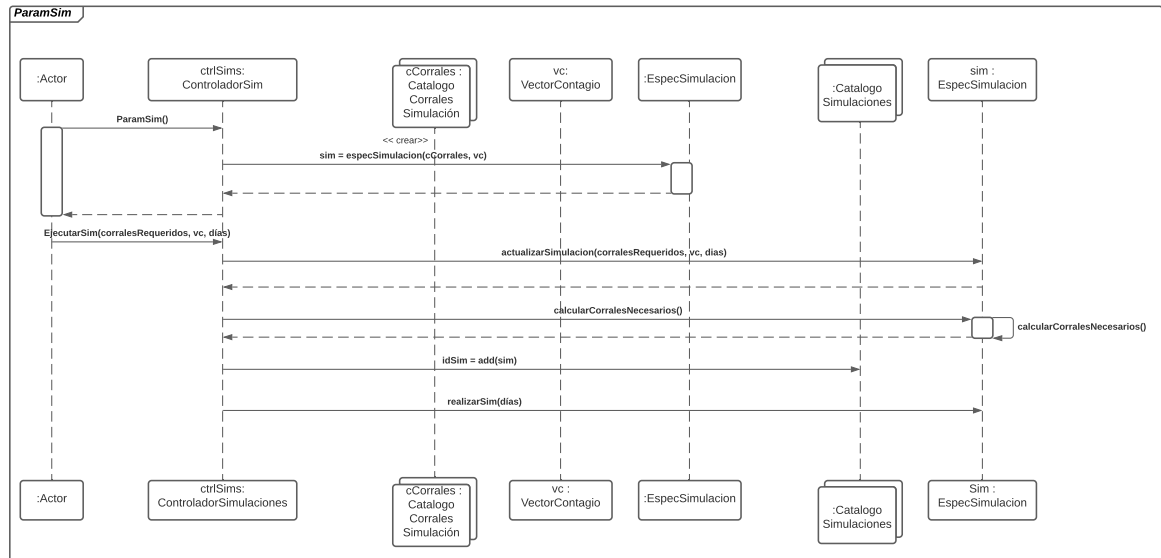 ParamSim
:Actor
ctrlSims:
ControladorSim
cCorrales :
Catalogo
Corrales
Simulación
vc:
VectorContagio
:EspecSimulacion
:Catalogo
Simulaciones
sim :
EspecSimulacion
ParamSim()
<< crear>>
sim = especSimulacion(cCorrales, vc)
EjecutarSim(corralesRequeridos, vc, días)
actualizarSimulacion(corralesRequeridos, vc, dias)
calcularCorralesNecesarios()
calcularCorralesNecesarios()
idSim = add(sim)
realizarSim(días)
:Actor
ctrlSims:
ControladorSimulaciones
cCorrales :
Catalogo
Corrales
Simulación
vc :
VectorContagio
:EspecSimulacion
:Catalogo
Simulaciones
Sim :
EspecSimulacion